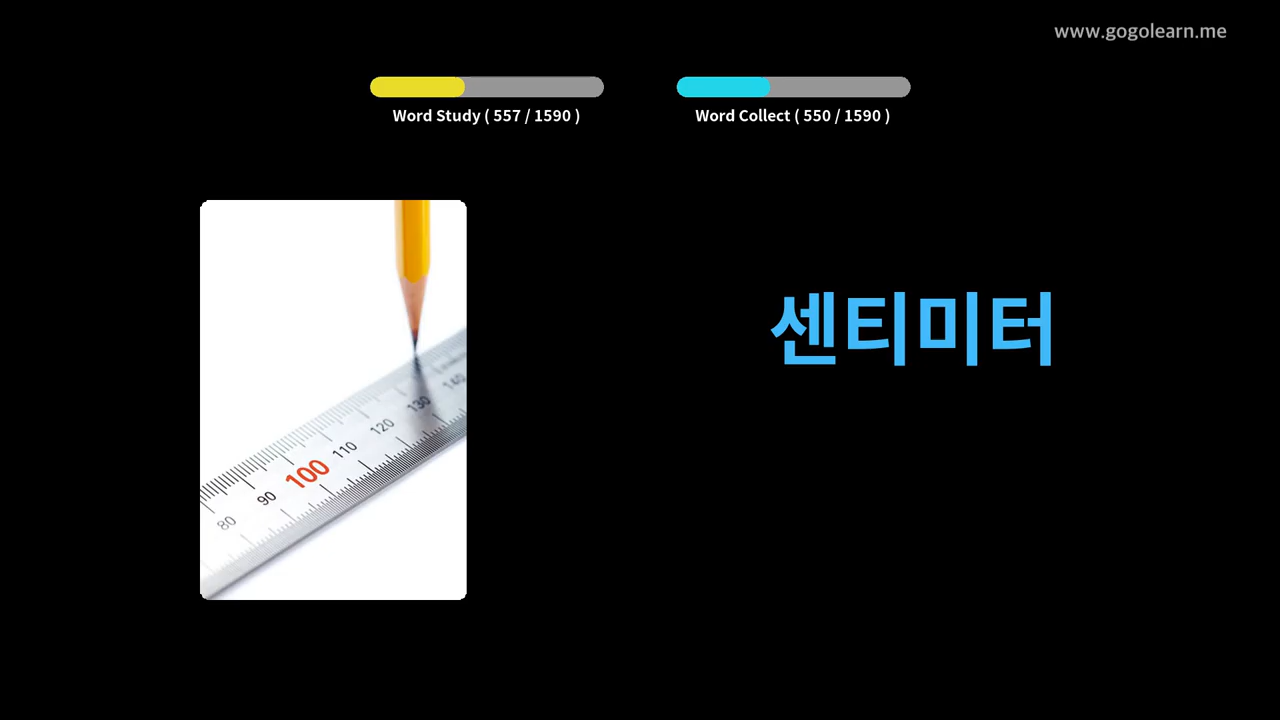 www.gogolearn.me
Word Study ( 557 / 1590 )
Word Collect ( 550 / 1590 )
센티미터
80
90
100
110
120
130
140